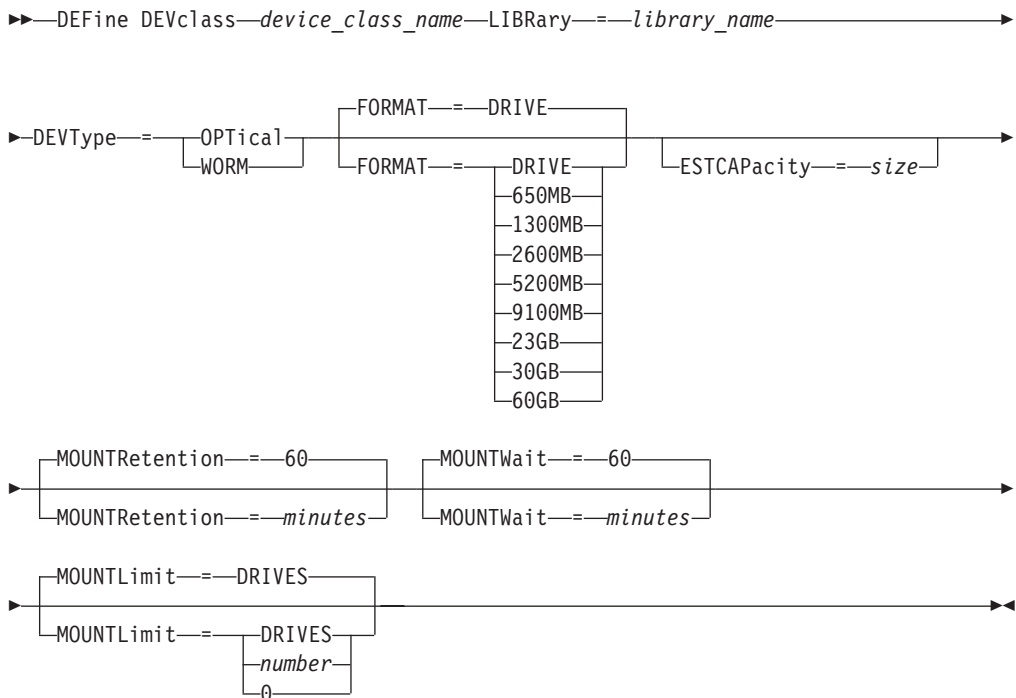 DEFine DEVclass device_class_name LIBRary = library_name
FORMAT = DRIVE
DEVType = OPTical FORMAT = DRIVE ESTCAPacity = size
WORM 650MB
1300MB
2600MB
5200MB
9100MB
23GB
30GB
60GB
MOUNTRetention = 60 MOUNTWait = 60
MOUNTRetention = minutes MOUNTWait = minutes
MOUNTLimit = DRIVES
MOUNTLimit = DRIVES
number
0